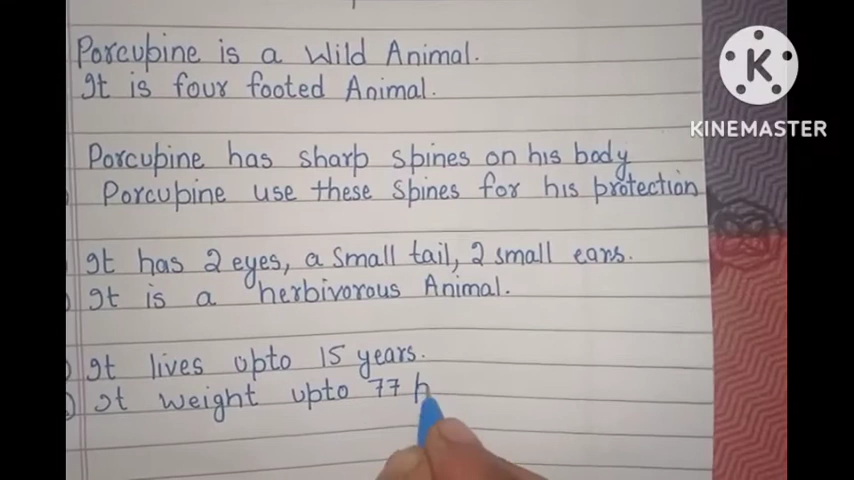 Porcupine is a Wild Animal.
It is four footed Animal.
Porcupine has sharp spines on his body
Porcupine use these spines for his protection
It has 2 eyes, a small tail, 2 small ears.
It is a herbivorous Animal.
It lives upto 15 years.
It weight upto 77 p
K
KINEMASTER